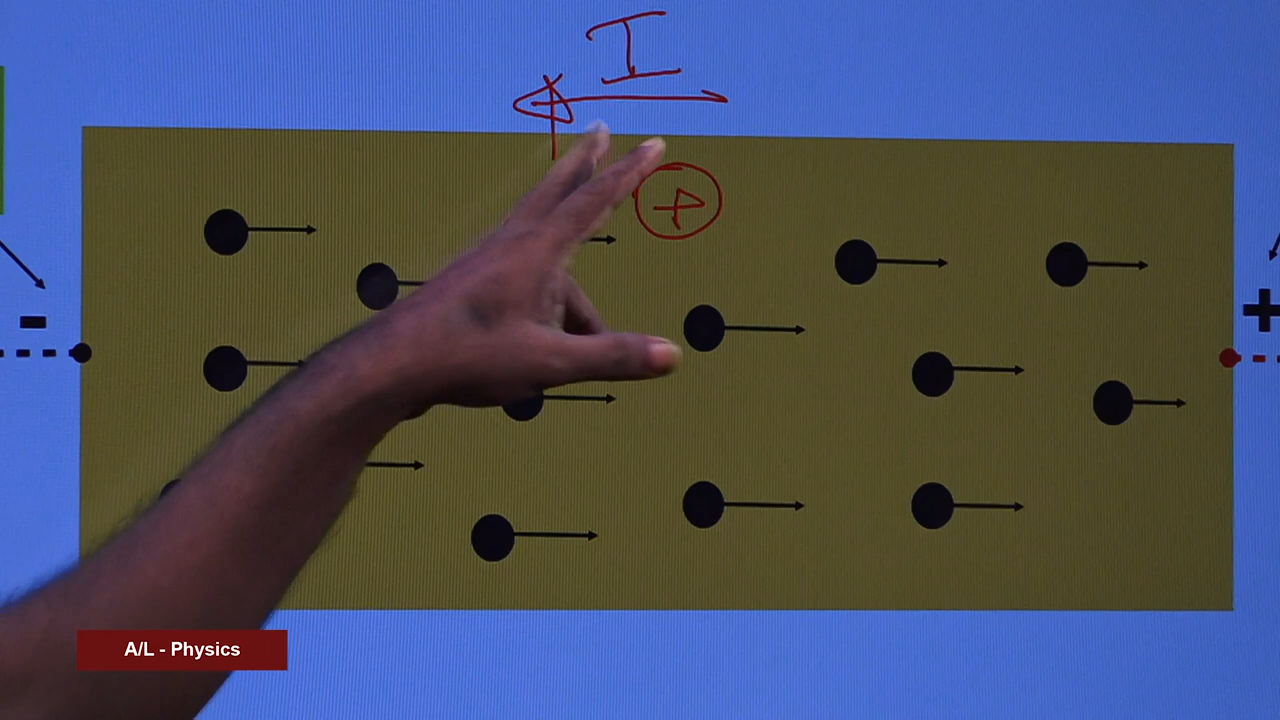 I
+
- +
A/L - Physics